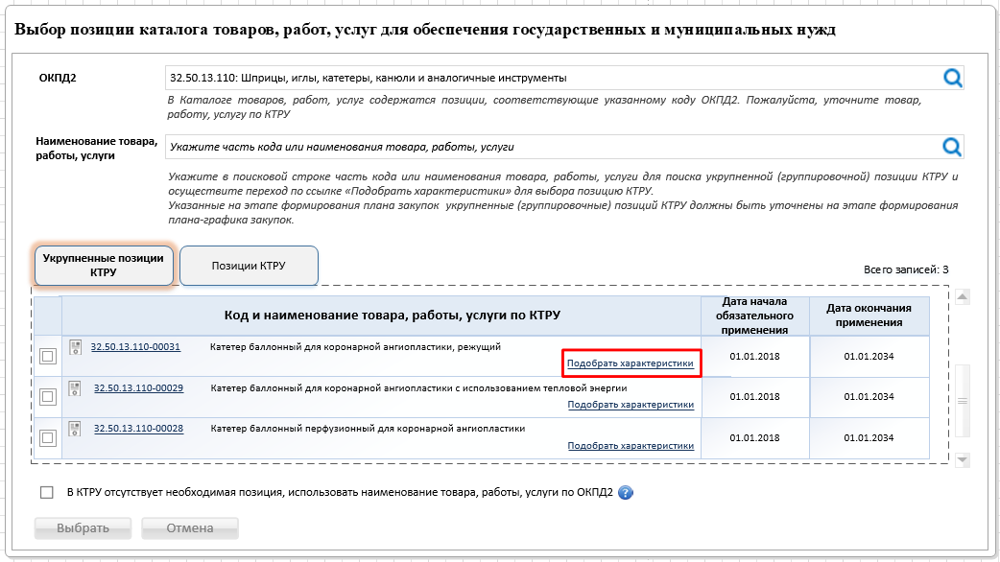 Выбор позиции каталога товаров, работ, услуг для обеспечения государственных и муниципальных нужд
ОКПД2
32.50.13.110: Шприцы, иглы, катетеры, канюли и аналогичные инструменты
В Каталоге товаров, работ, услуг содержатся позиции, соответствующие указанному коду ОКПД2. Пожалуйста, уточните товар,
работу, услугу по КТРУ
Наименование товара,
работы, услуги
Укажите часть кода или наименования товара, работы, услуги
Укажите в поисковой строке часть кода или наименования товара, работы, услуги для поиска укрупненной (группировочной) позиции КТРУ и
осуществите переход по ссылке «Подобрать характеристики» для выбора позицию КТРУ.
Указанные на этапе формирования плана закупок укрупненные (группировочные) позиций КТРУ должны быть уточнены на этапе формирования
плана-графика закупок.
Укрупненные позиции
КТРУ
Позиции КТРУ
Всего записей: 3
Код и наименование товара, работы, услуги по КТРУ
Дата начала
обязательного
применения
Дата окончания
применения
32.50.13.110-00031
Катетер баллонный для коронарной ангиопластики, режущий
Подобрать характеристики
01.01.2018
01.01.2034
32.50.13.110-00029
Катетер баллонный для коронарной ангиопластики с использованием тепловой энергии
Подобрать характеристики
01.01.2018
01.01.2034
32.50.13.110-00028
Катетер баллонный перфузионный для коронарной ангиопластики
Подобрать характеристики
01.01.2018
01.01.2034
В КТРУ отсутствует необходимая позиция, использовать наименование товара, работы, услуги по ОКПД2
?
Выбрать
Отмена